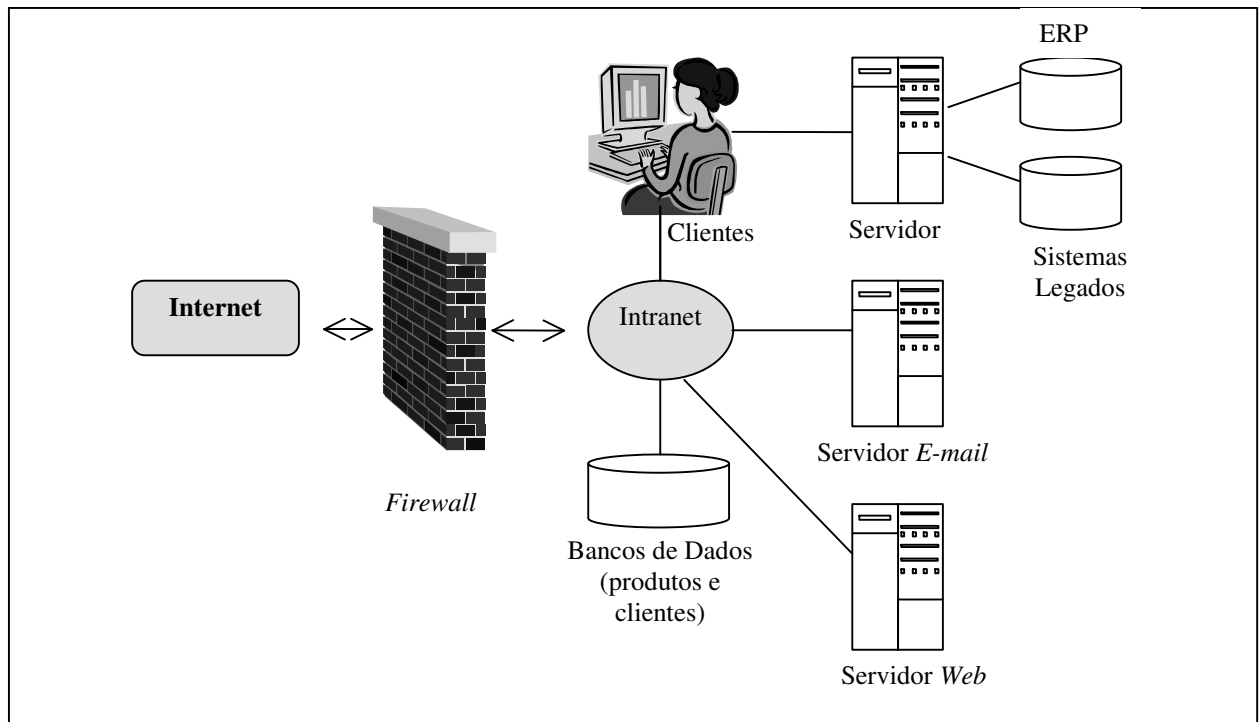 ERP
Clientes
Servidor
Sistemas
Legados
Internet
Intranet
Servidor E-mail
Firewall
Bancos de Dados
(produtos e
clientes)
Servidor Web